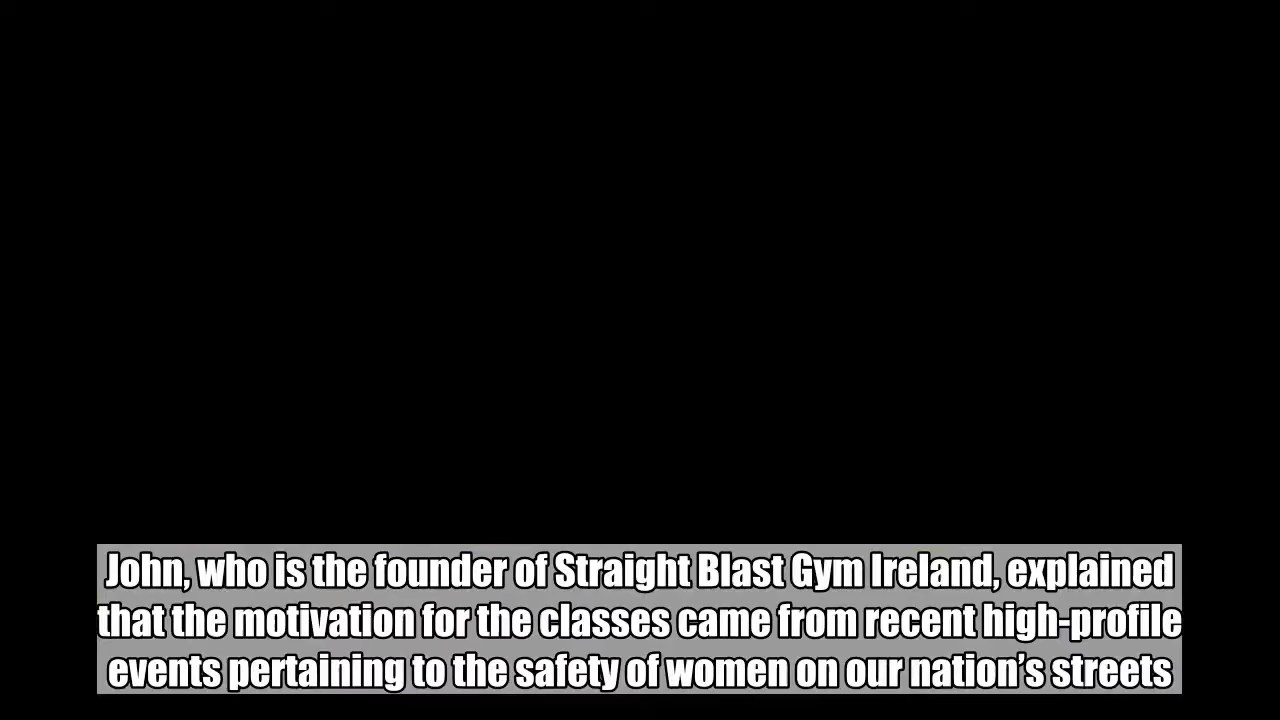 John, who is the founder of Straight Blast Gym Ireland, explained
that the motivation for the classes came from recent high-profile
events pertaining to the safety of women on our nation’s streets